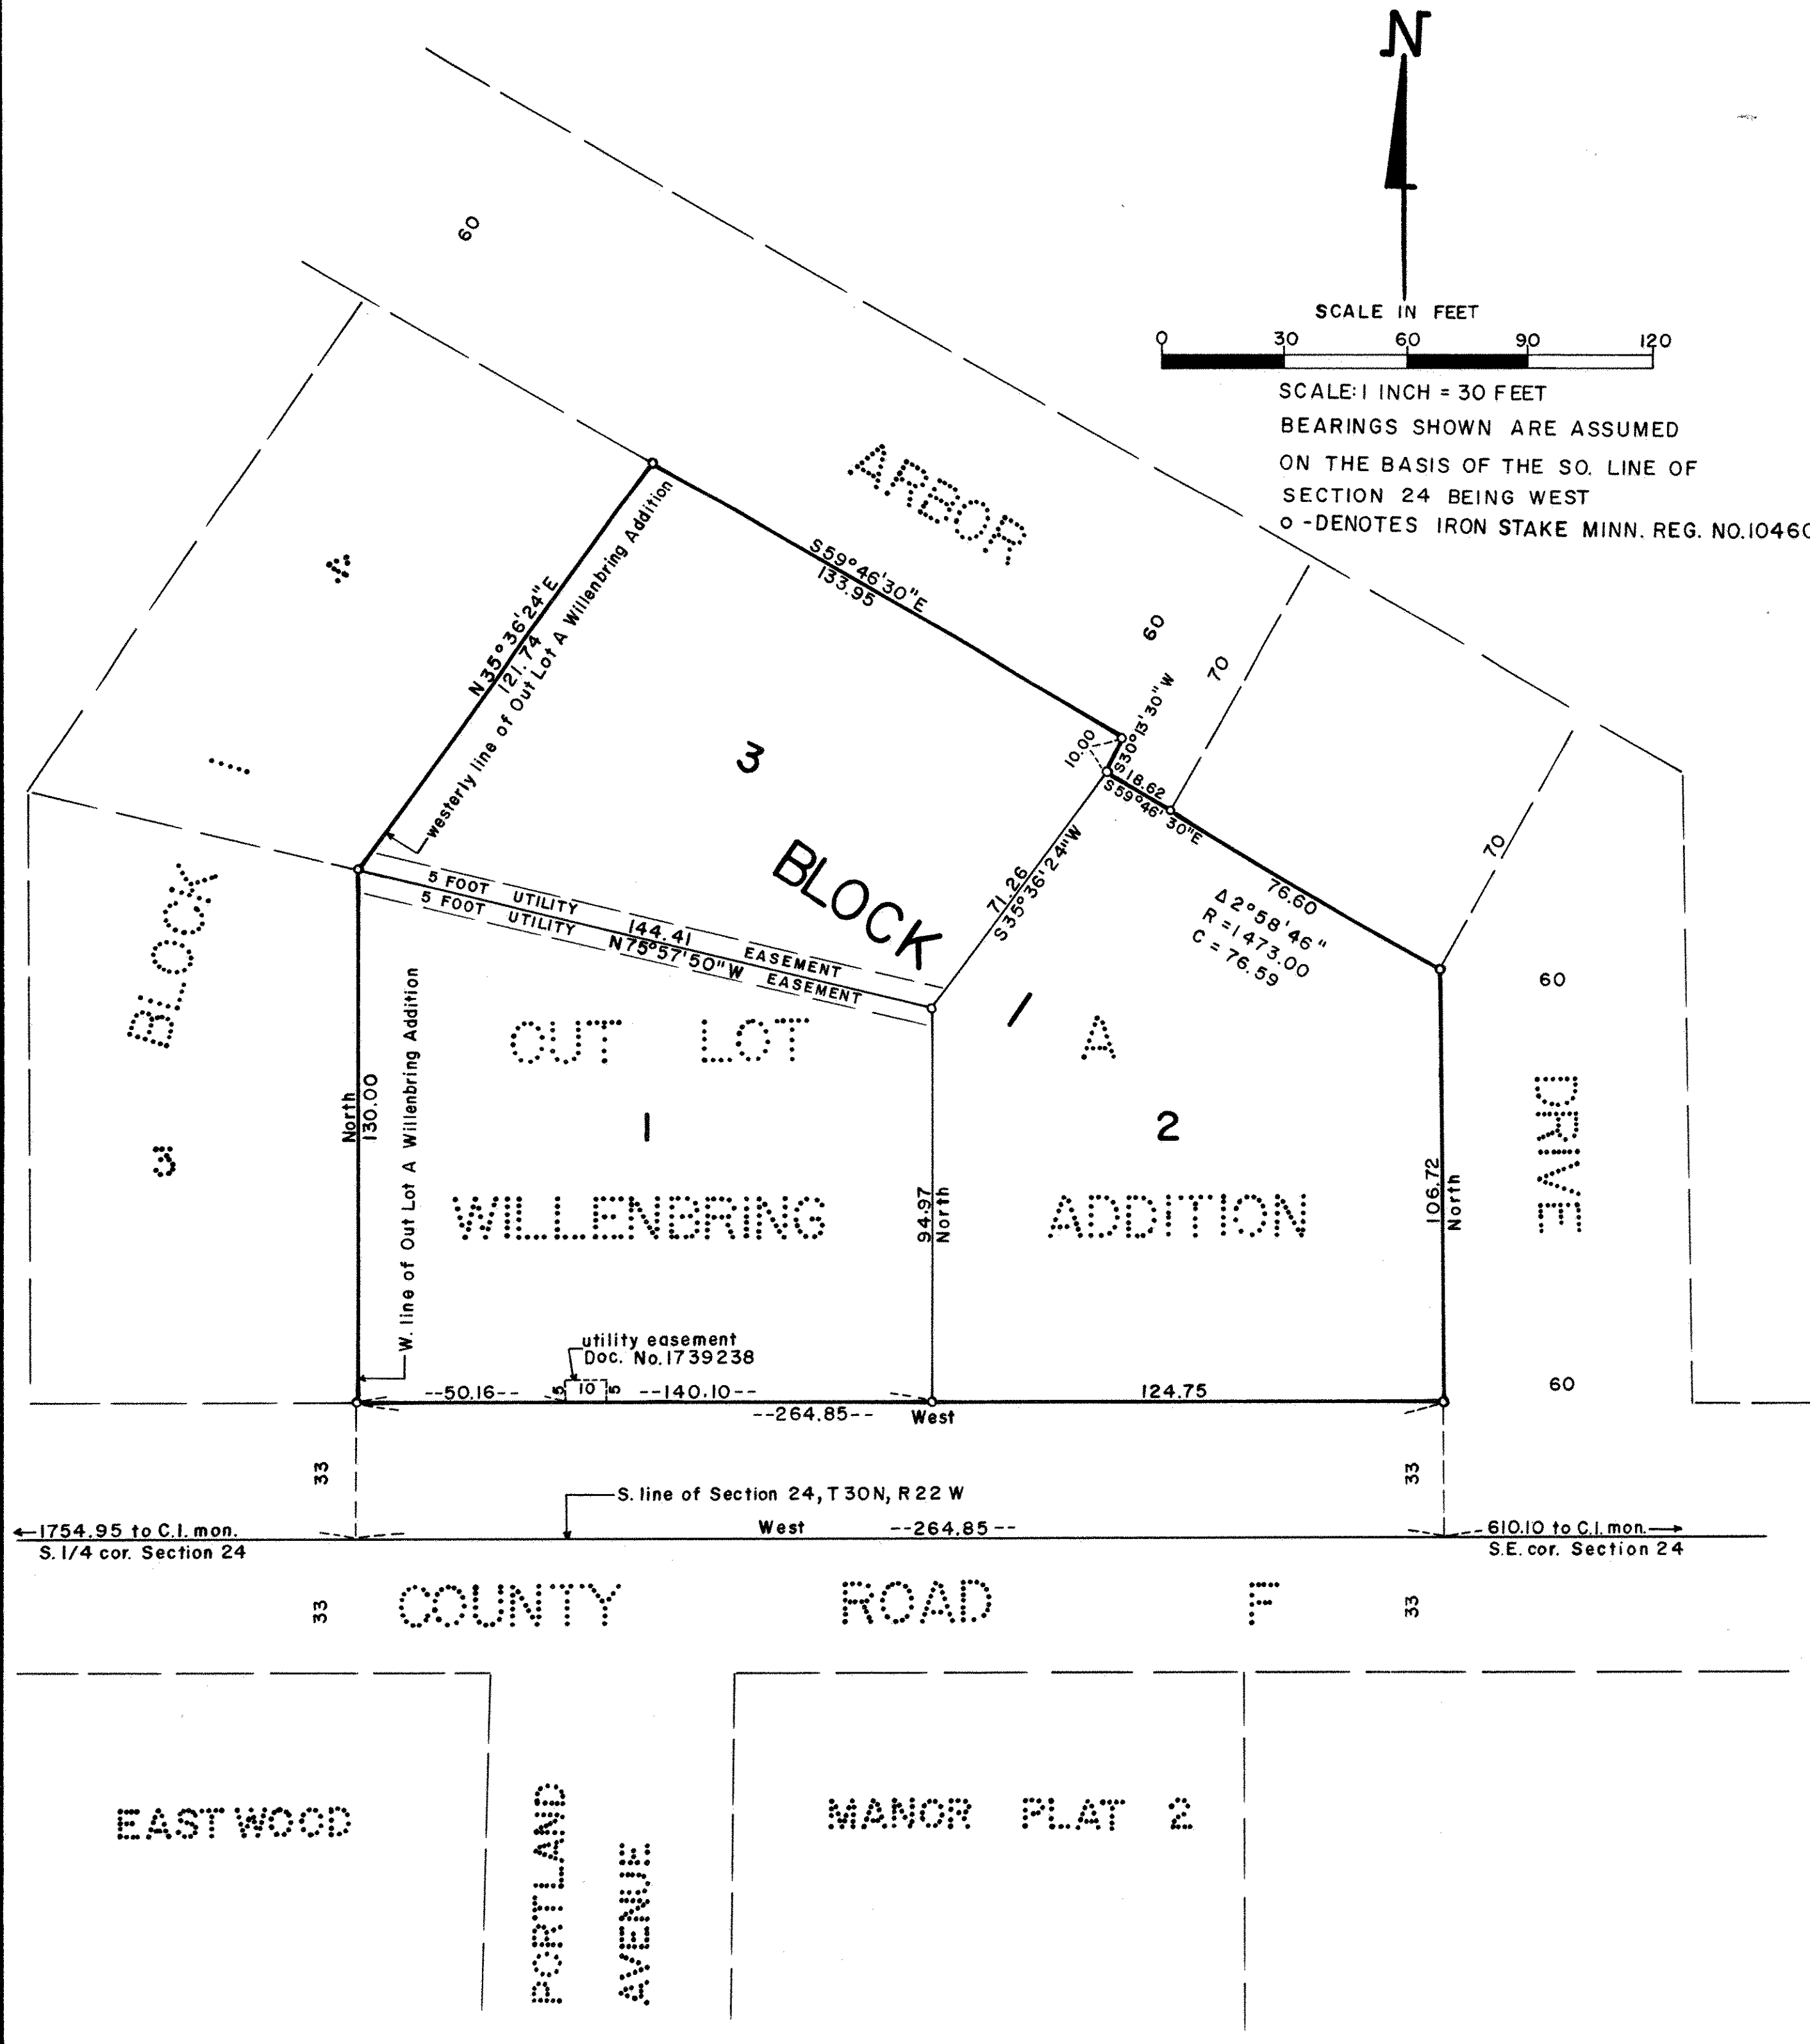 N
60
SCALE IN FEET
0 30 60 90 120
SCALE: 1 INCH = 30 FEET
BEARINGS SHOWN ARE ASSUMED
ON THE BASIS OF THE SO. LINE OF
SECTION 24 BEING WEST
o -DENOTES IRON STAKE MINN. REG. NO.10460
ARBOR
4
N35°36'24"E
121.74
westerly line of Out Lot A Willenbring Addition
S59°46'30"E
133.95
60
70
S30°13'30"W
10.00
18.62
S59°46'30"E
70
1
3
BLOCK
BLOCK
71.26
S35°36'24"W
76.60
Δ2°58'46"
R = 1473.00
C = 76.59
5 FOOT UTILITY EASEMENT
144.41
N75°57'50"W
5 FOOT UTILITY EASEMENT
1
60
OUT LOT A
North
130.00
W. line of Out Lot A Willenbring Addition
3
1
2
DRIVE
94.97
North
106.72
North
WILLENBRING ADDITION
utility easement
Doc. No.1739238
5 10 5
--50.16-- --140.10-- 124.75
60
--264.85-- West
33
33
S. line of Section 24, T30N, R22W
1754.95 to C.I. mon.
S. 1/4 cor. Section 24
West --264.85--
610.10 to C.I. mon.
S.E. cor. Section 24
33
COUNTY ROAD F
33
EASTWOOD
MANOR PLAT 2
PORTLAND
AVENUE